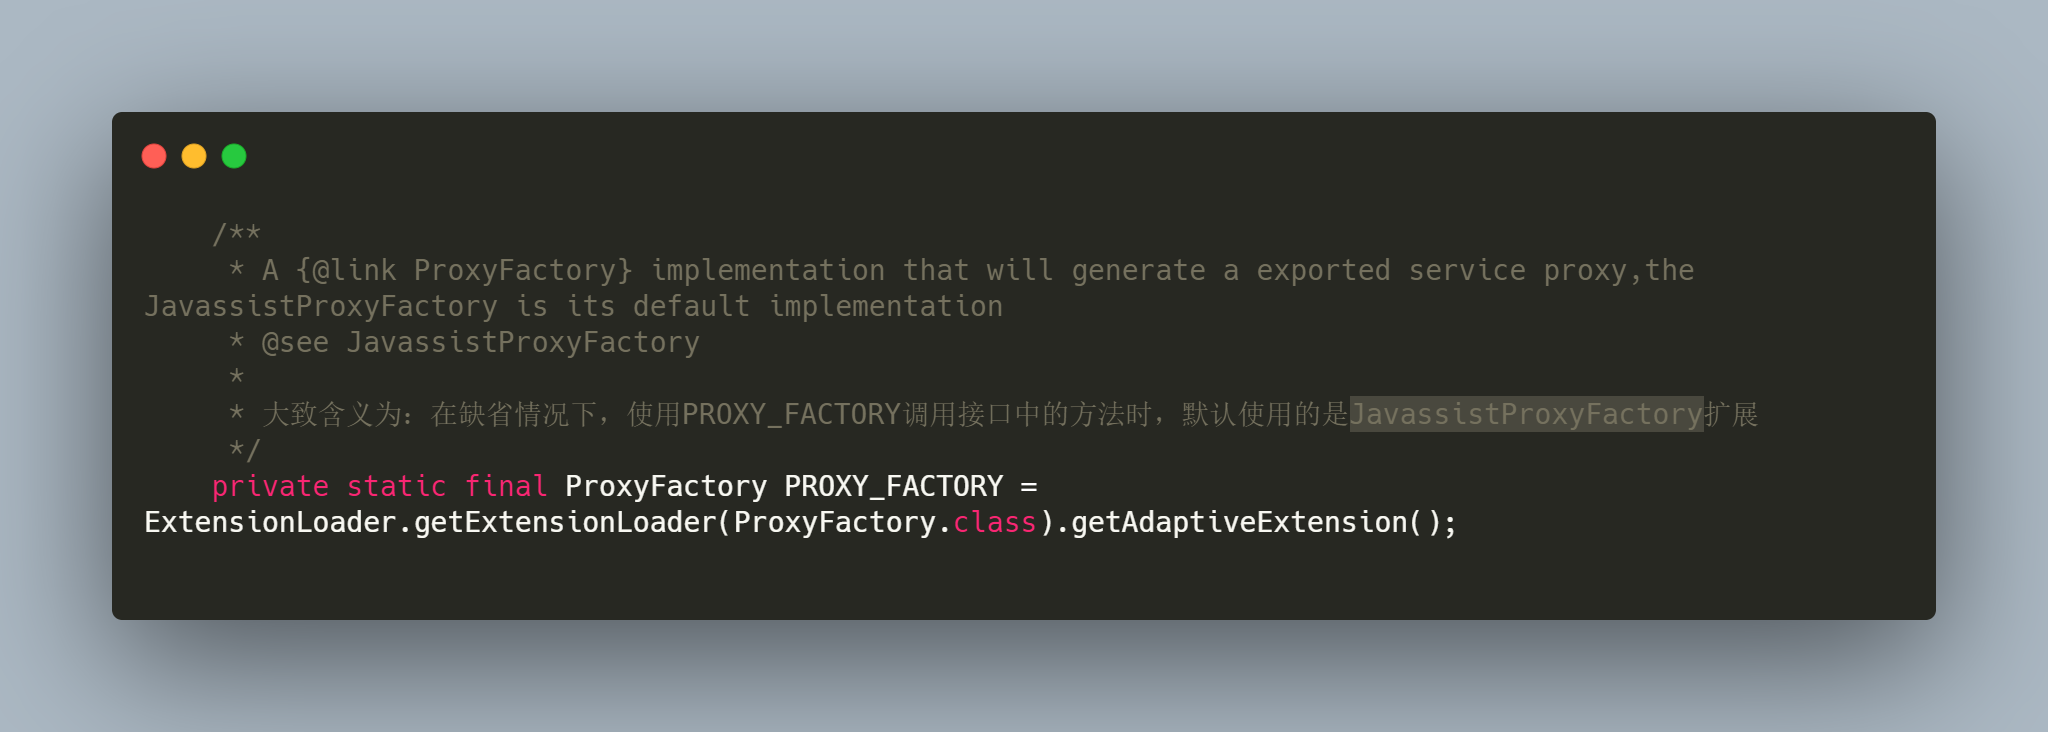 /**
* A {@link ProxyFactory} implementation that will generate a exported service proxy,the
JavassistProxyFactory is its default implementation
* @see JavassistProxyFactory
*
* 大致含义为：在缺省情况下，使用PROXY_FACTORY调用接口中的方法时，默认使用的是JavassistProxyFactory扩展
*/
private static final ProxyFactory PROXY_FACTORY =
ExtensionLoader.getExtensionLoader(ProxyFactory.class).getAdaptiveExtension();